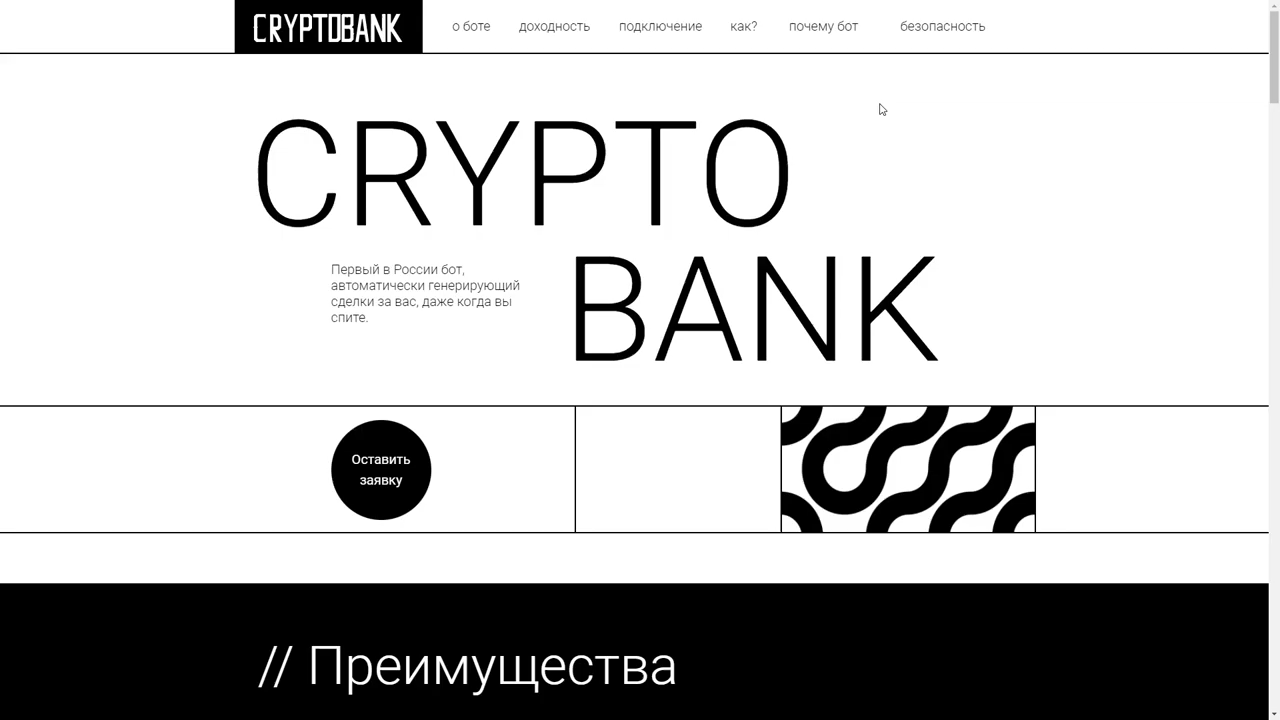 CRYPTOBANK
о боте доходность подключение как? почему бот безопасность
CRYPTO
BANK
Первый в России бот,
автоматически генерирующий
сделки за вас, даже когда вы
спите.
Оставить
заявку
// Преимущества